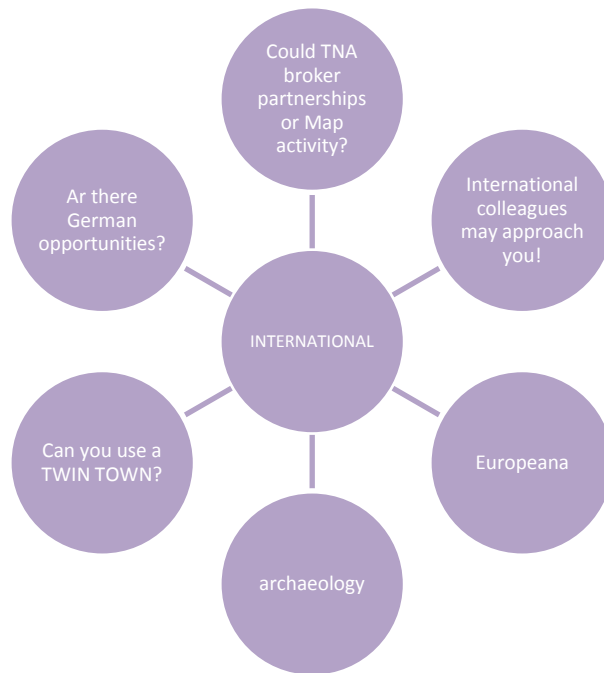 Could TNA
broker
partnerships
or Map
activity?
International
colleagues
may approach
you!
Europeana
archaeology
Can you use a
TWIN TOWN?
Ar there
German
opportunities?
INTERNATIONAL